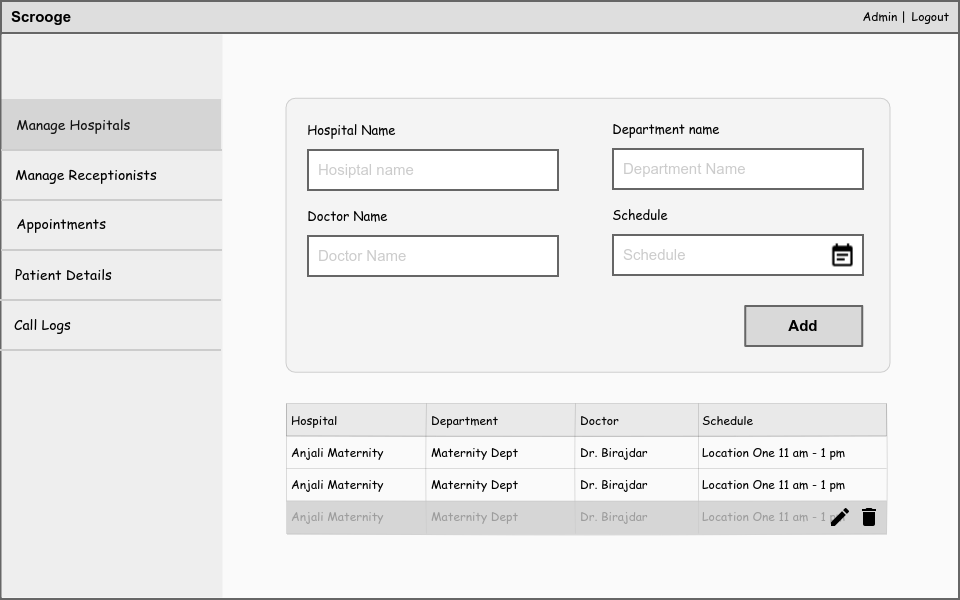 Scrooge
Admin | Logout
Manage Hospitals
Manage Receptionists
Appointments
Patient Details
Call Logs
Hospital Name
Department name
Hosiptal name
Department Name
Doctor Name
Schedule
Doctor Name
Schedule
Add
Hospital Department Doctor Schedule
Anjali Maternity Maternity Dept Dr. Birajdar Location One 11 am - 1 pm
Anjali Maternity Maternity Dept Dr. Birajdar Location One 11 am - 1 pm
Anjali Maternity Maternity Dept Dr. Birajdar Location One 11 am - 1 pm